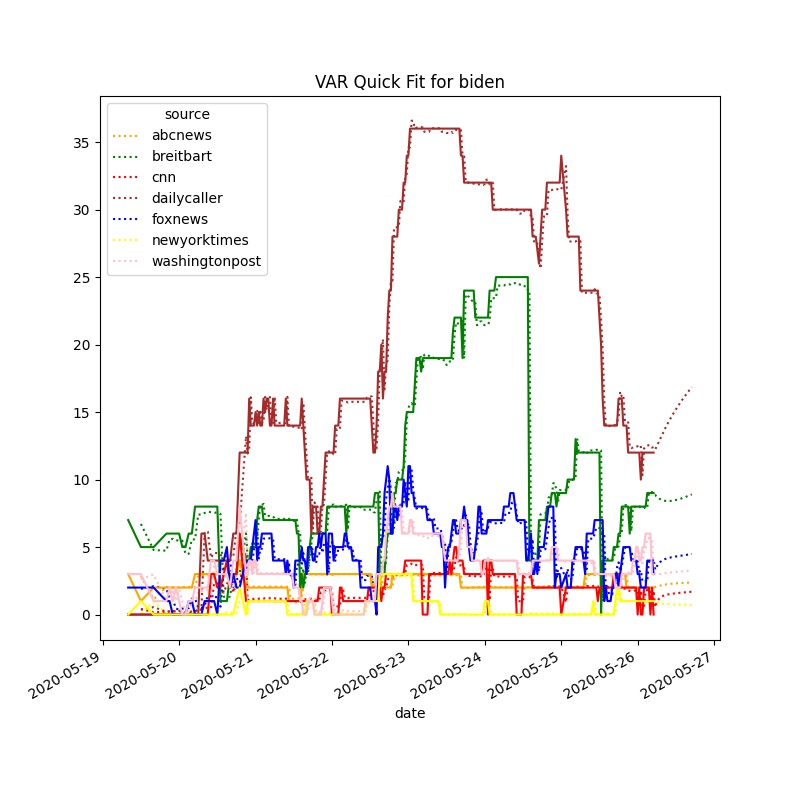 VAR Quick Fit for biden
source
abcnews
breitbart
cnn
dailycaller
foxnews
newyorktimes
washingtonpost
35
30
25
20
15
10
5
0
2020-05-19
2020-05-20
2020-05-21
2020-05-22
2020-05-23
2020-05-24
2020-05-25
2020-05-26
2020-05-27
date